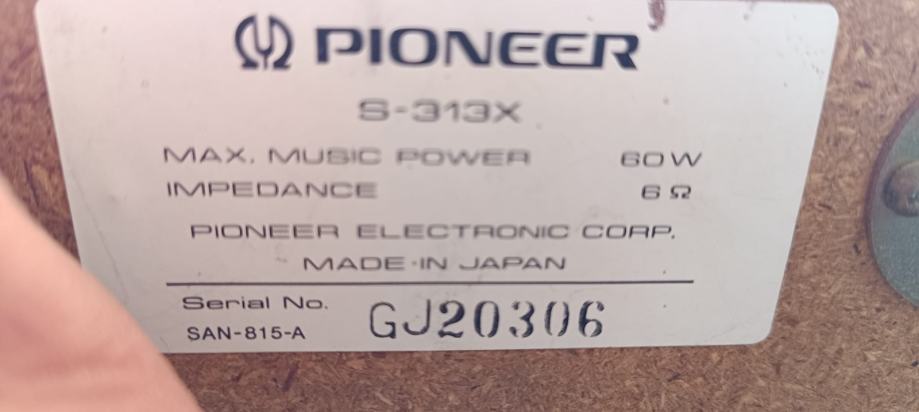 PIONEER
S-313X
MAX. MUSIC POWER 60W
IMPEDANCE 6Ω
PIONEER ELECTRONIC CORP.
MADE IN JAPAN
Serial No. GJ20306
SAN-815-A